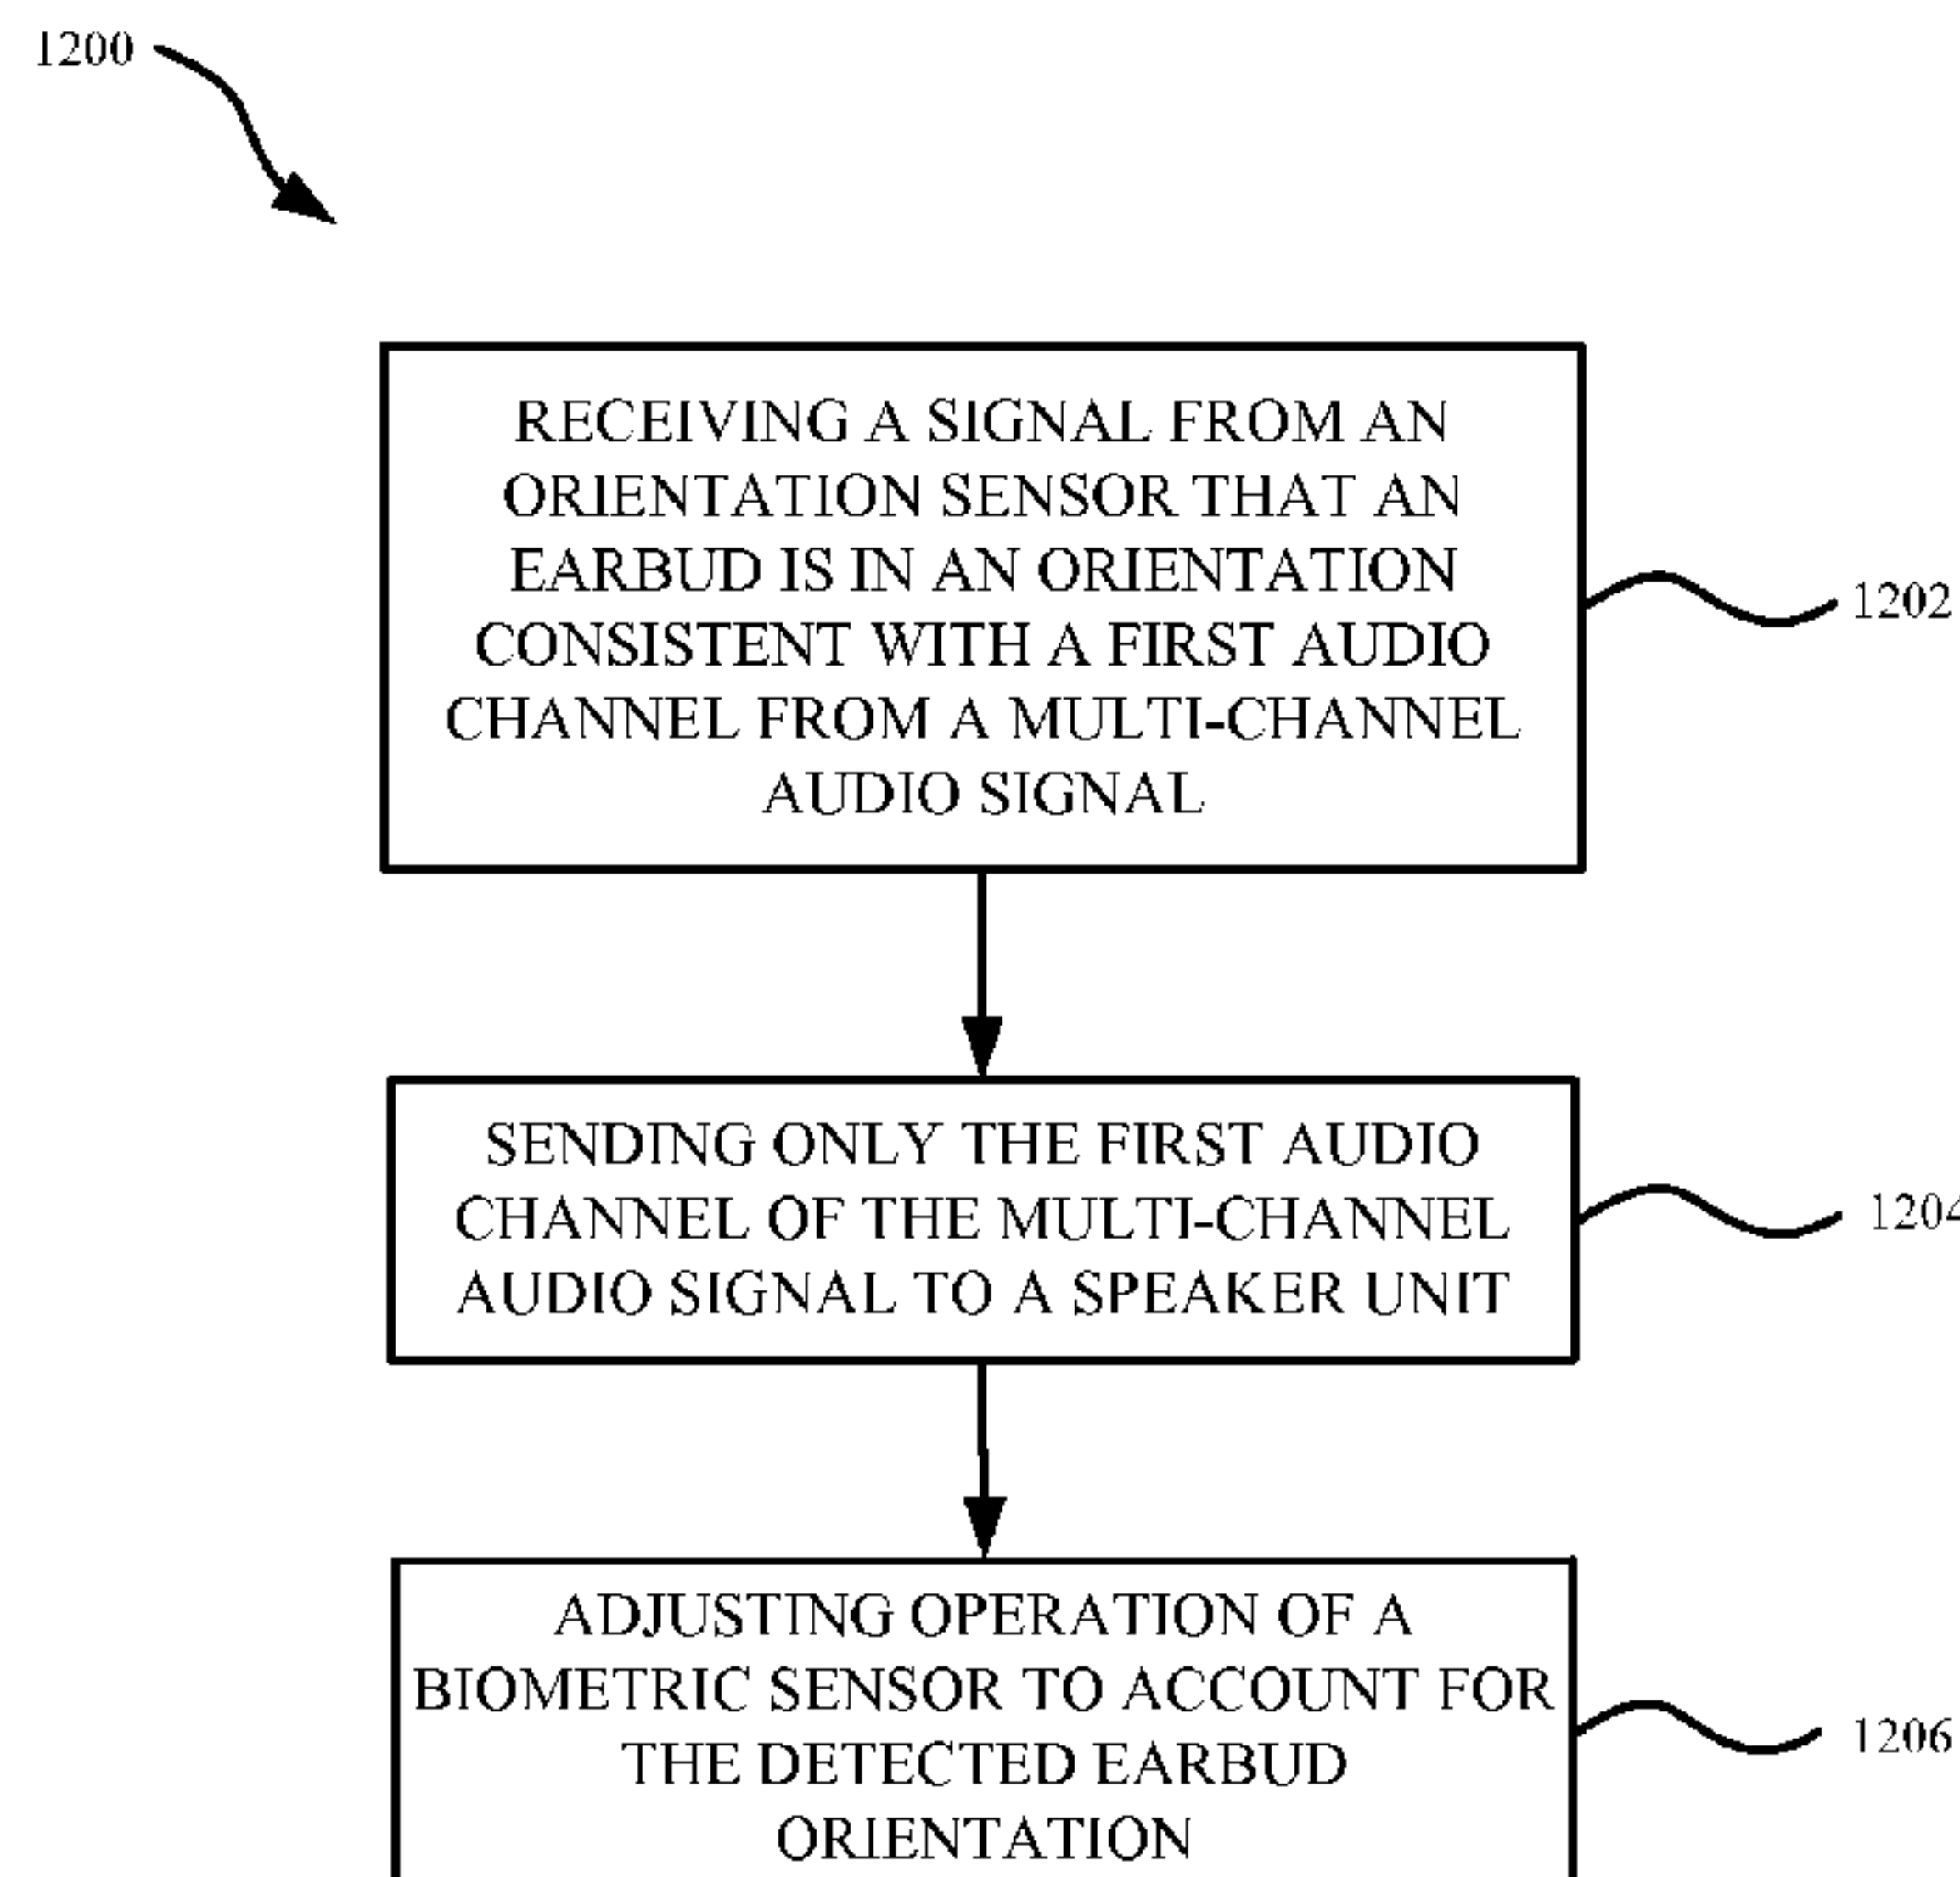 1200
RECEIVING A SIGNAL FROM AN
ORIENTATION SENSOR THAT AN
EARBUD IS IN AN ORIENTATION
CONSISTENT WITH A FIRST AUDIO
CHANNEL FROM A MULTI-CHANNEL
AUDIO SIGNAL
1202
SENDING ONLY THE FIRST AUDIO
CHANNEL OF THE MULTI-CHANNEL
AUDIO SIGNAL TO A SPEAKER UNIT
1204
ADJUSTING OPERATION OF A
BIOMETRIC SENSOR TO ACCOUNT FOR
THE DETECTED EARBUD
ORIENTATION
1206